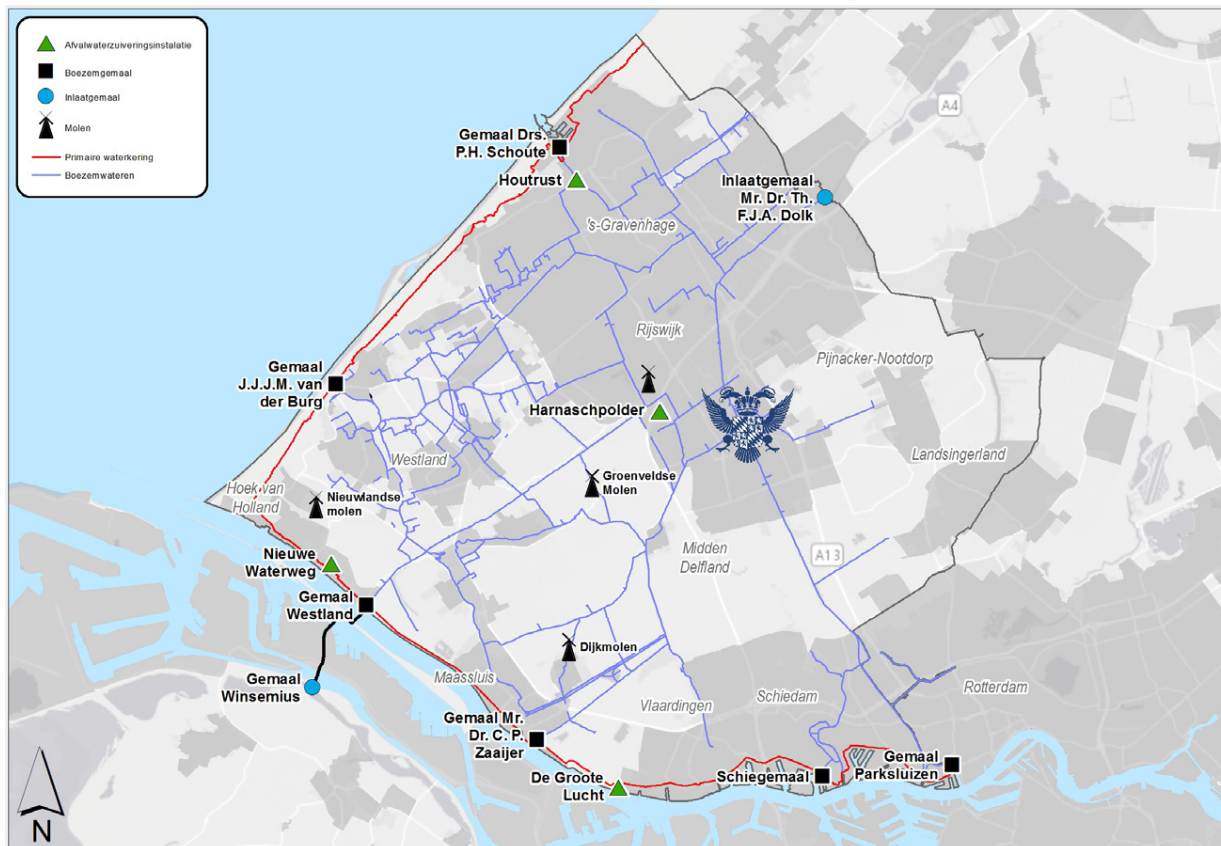 Afvalwaterzuiveringsinstalatie
Boezemgemaal
Inlaatgemaal
Molen
Primaire waterkering
Boezemwateren
A4
Gemaal Drs.
P.H. Schoute
Houtrust
Inlaatgemaal
Mr. Dr. Th.
F.J.A. Dolk
's-Gravenhage
Rijswijk
Pijnacker-Nootdorp
Gemaal
J.J.J.M. van
der Burg
Harnaschpolder
Westland
Landsingerland
Groenveldse
Molen
Hoek van
Holland
Nieuwlandse
molen
Nieuwe
Waterweg
Midden
Delfland
A13
Gemaal
Westland
Dijkmolen
Maassluis
Gemaal
Winsemius
Vlaardingen
Schiedam
Rotterdam
Gemaal Mr.
Dr. C. P.
Zaaijer
De Groote
Lucht
Schiegemaal
Gemaal
Parksluizen
N